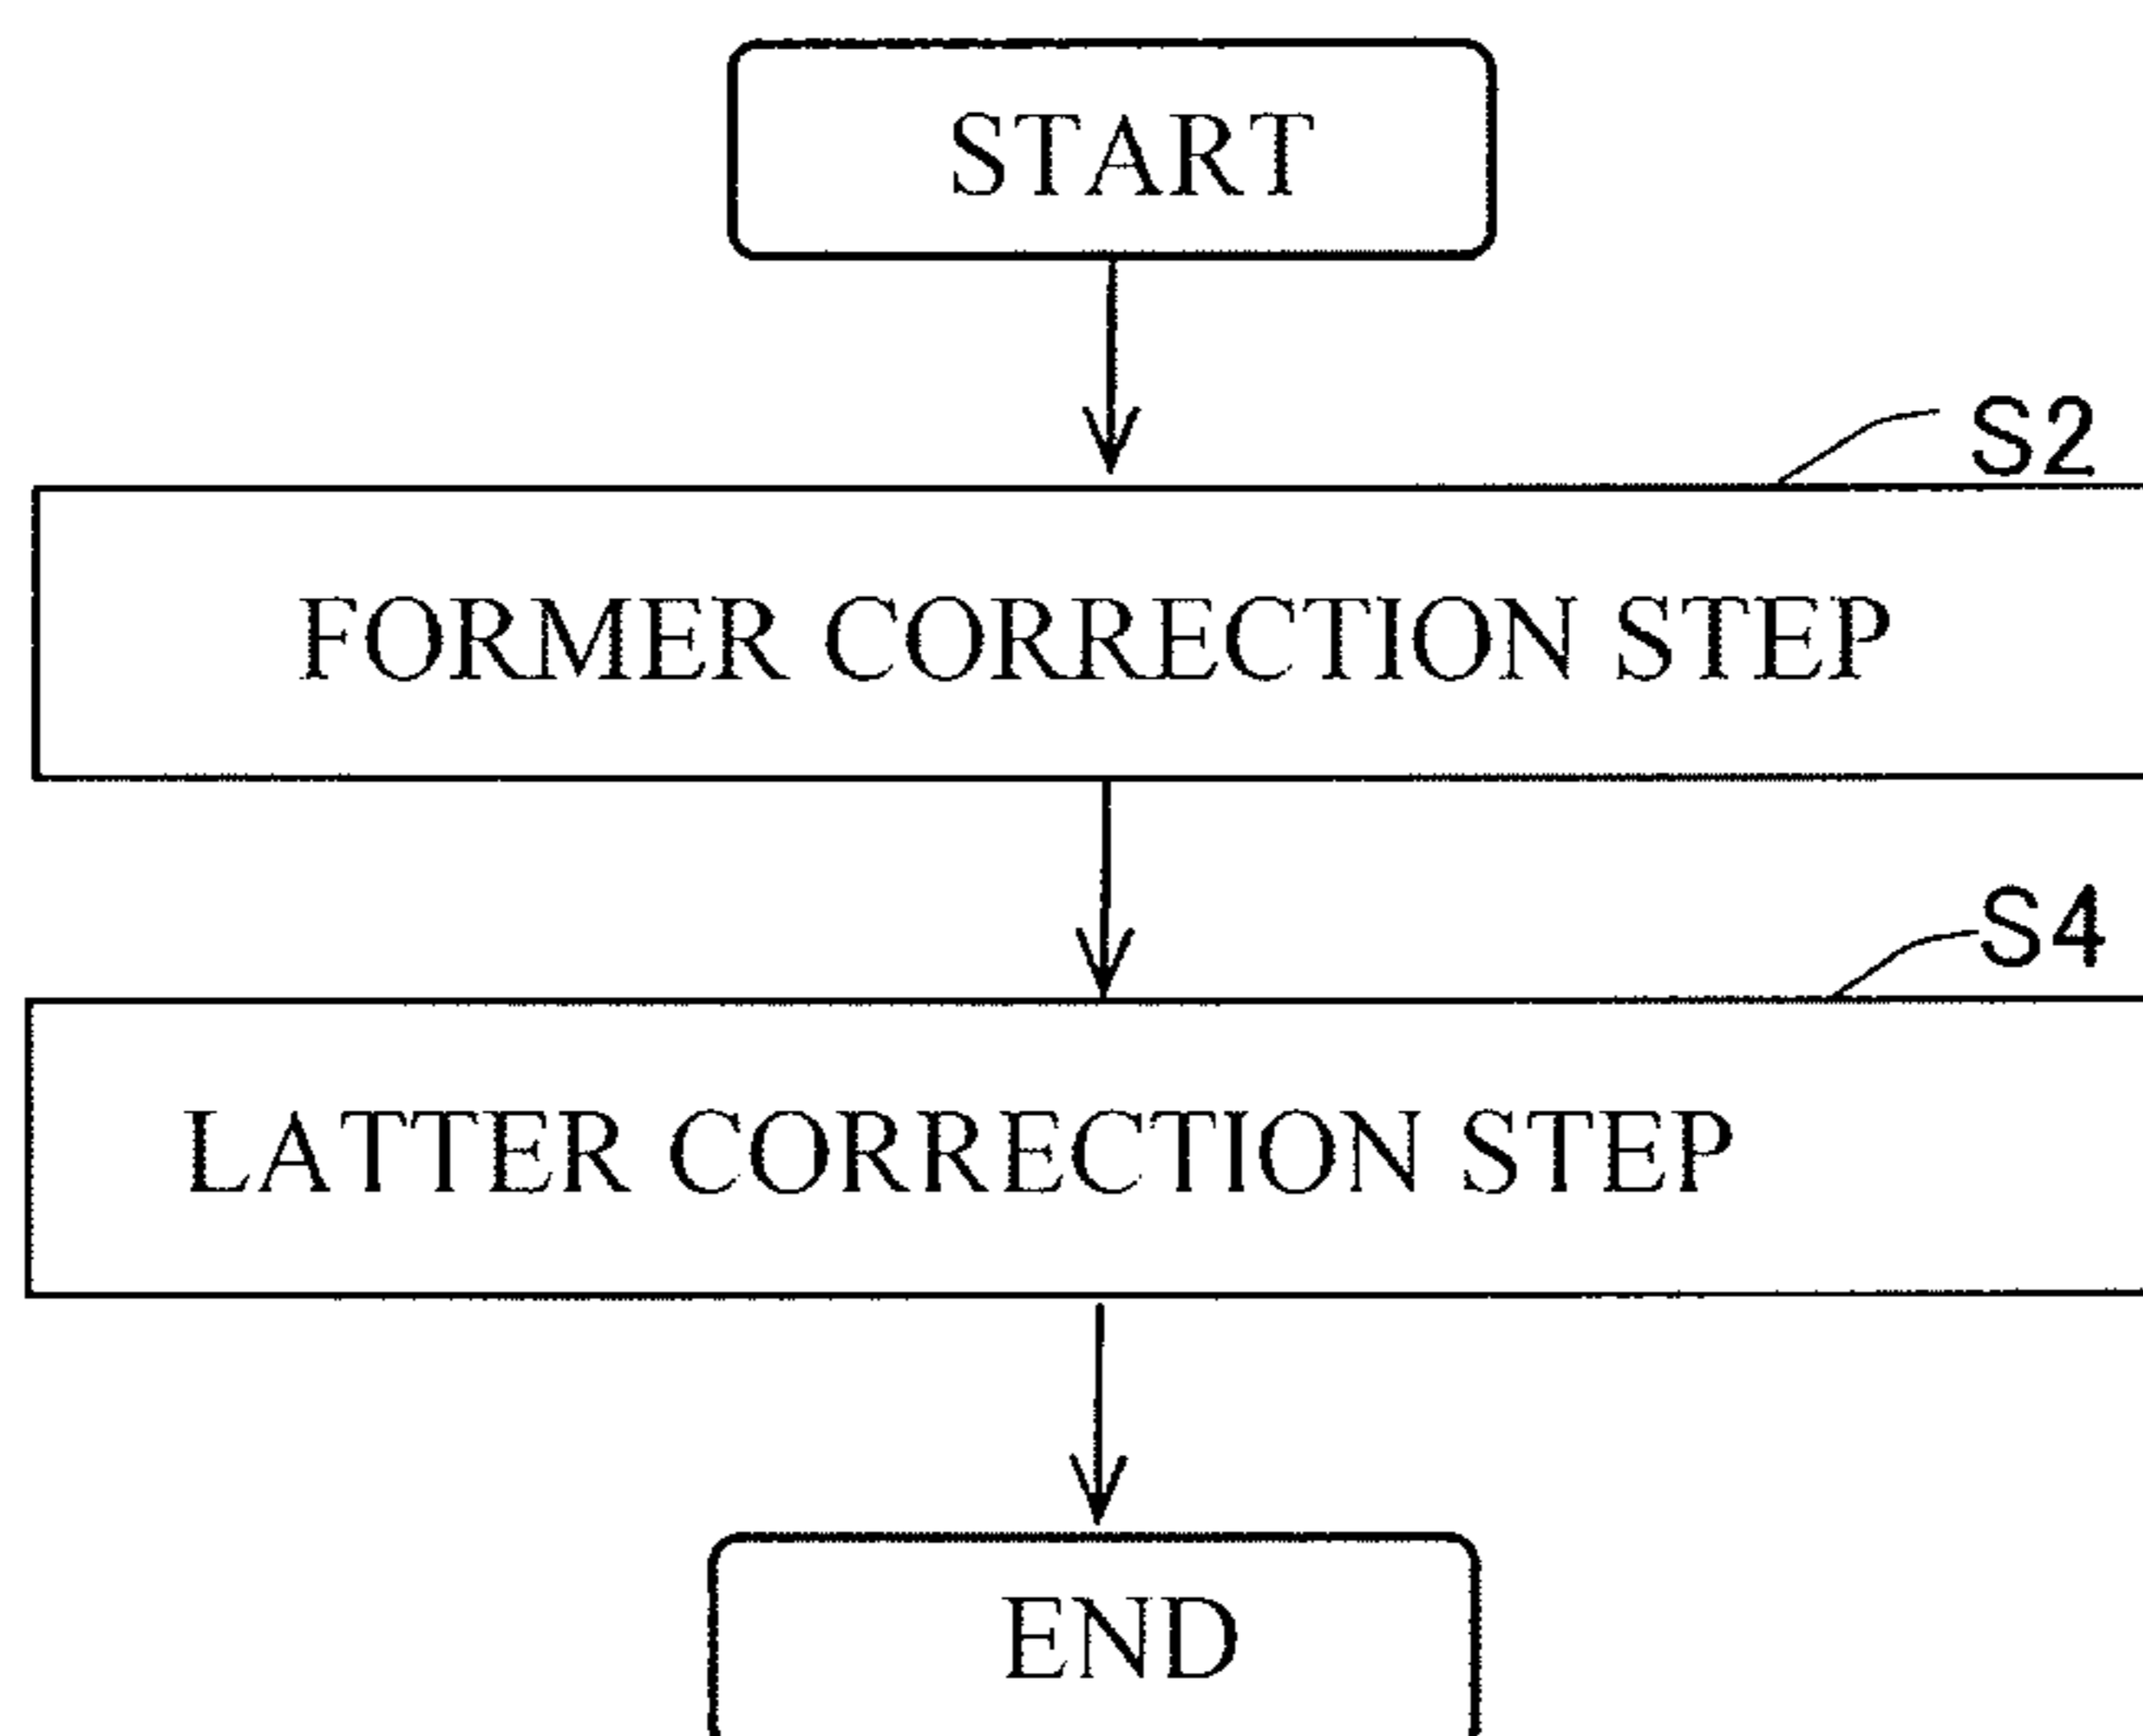 START
S2
FORMER CORRECTION STEP
S4
LATTER CORRECTION STEP
END